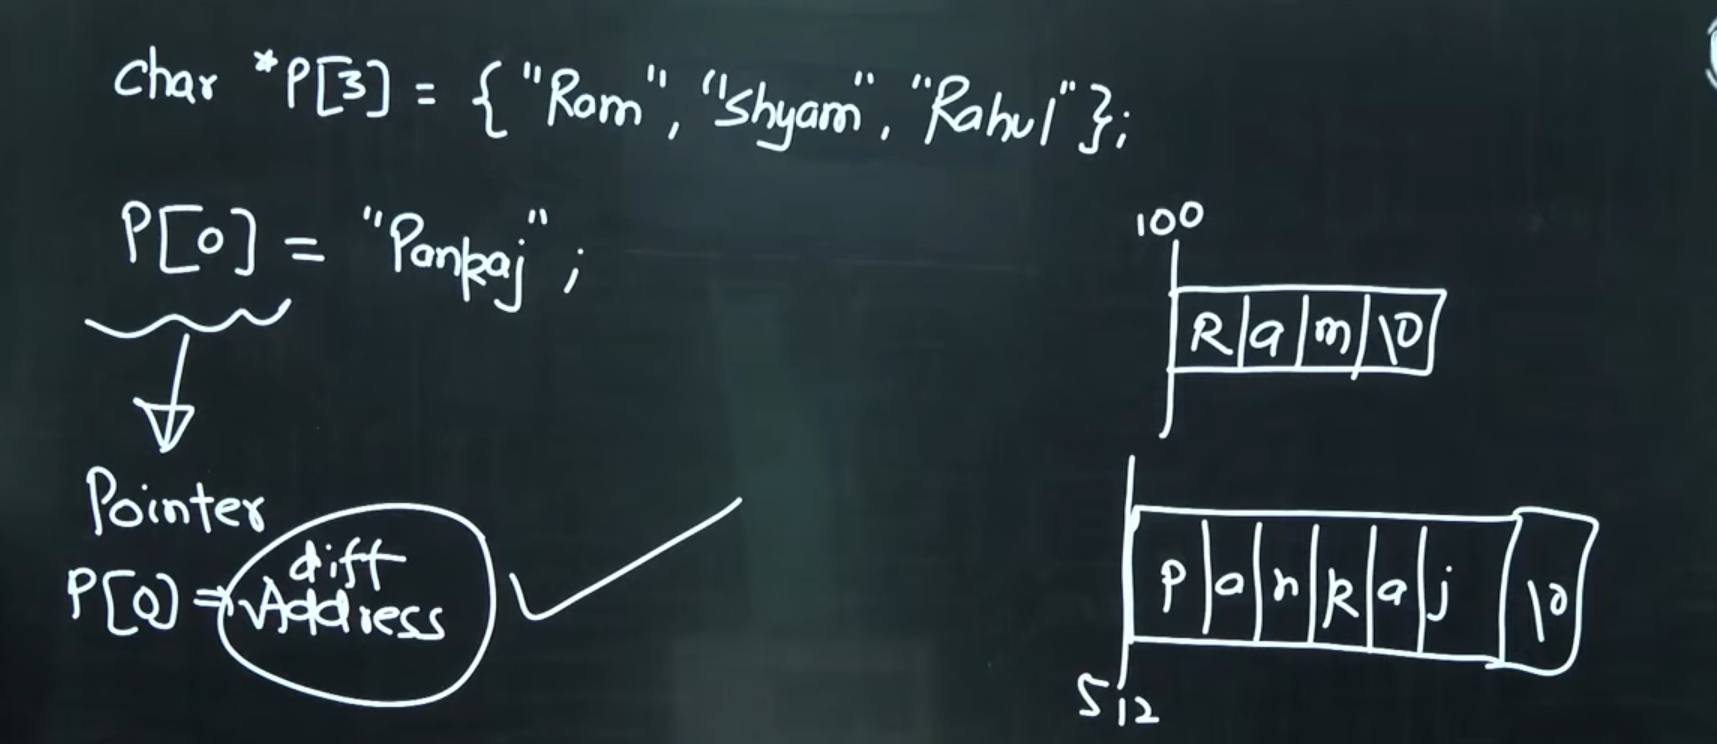 char *P[3] = { "Ram", "Shyam", "Rahul" };
P[0] = "Pankaj";
100
R a m \0
Pointer
P[0] => diff Address
P a n k a j \0
512